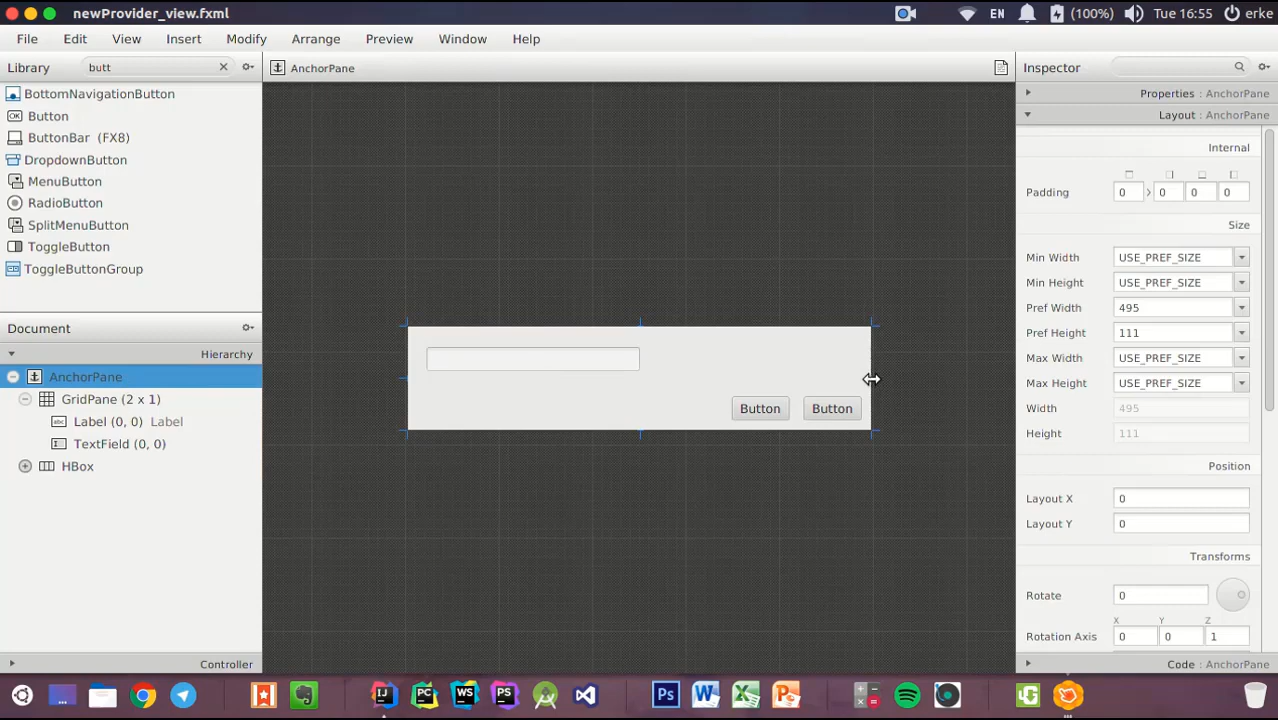 newProvider_view.fxml
EN
(100%)
Tue 16:55
erke
File Edit View Insert Modify Arrange Preview Window Help
Library
butt
BottomNavigationButton
Button
ButtonBar (FX8)
DropdownButton
MenuButton
RadioButton
SplitMenuButton
ToggleButton
ToggleButtonGroup
Document
Hierarchy
AnchorPane
GridPane (2 x 1)
Label (0, 0) Label
TextField (0, 0)
HBox
Controller
AnchorPane
Button Button
Inspector
Properties : AnchorPane
Layout : AnchorPane
Internal
Padding 0 0 0 0
Size
Min Width USE_PREF_SIZE
Min Height USE_PREF_SIZE
Pref Width 495
Pref Height 111
Max Width USE_PREF_SIZE
Max Height USE_PREF_SIZE
Width 495
Height 111
Position
Layout X 0
Layout Y 0
Transforms
Rotate 0
X Y Z
Rotation Axis 0 0 1
Code : AnchorPane
IJ PC WS PS Ps W X P